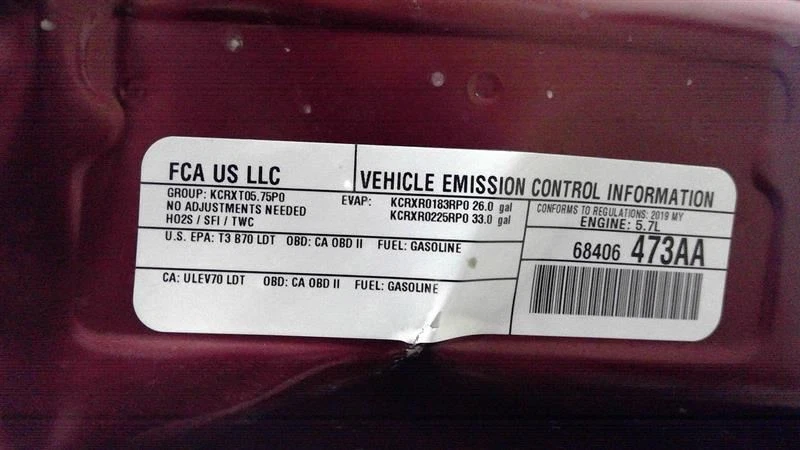 FCA US LLC
VEHICLE EMISSION CONTROL INFORMATION
GROUP: KCRXT05.75P0
NO ADJUSTMENTS NEEDED
HO2S / SFI / TWC
EVAP: KCRXR0183RP0 26.0 gal
KCRXR0225RP0 33.0 gal
CONFORMS TO REGULATIONS: 2019 MY
ENGINE: 5.7L
U.S. EPA: T3 B70 LDT OBD: CA OBD II FUEL: GASOLINE
68406 473AA
CA: ULEV70 LDT OBD: CA OBD II FUEL: GASOLINE